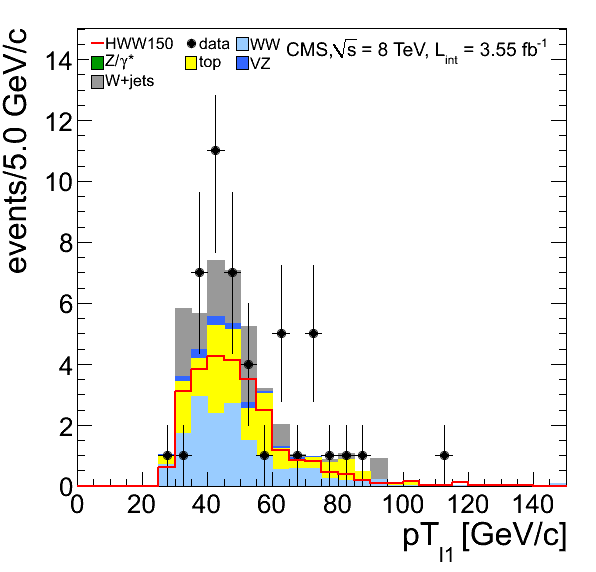 events/5.0 GeV/c
HWW150 data WW
Z/γ* top VZ
W+jets
CMS,√s = 8 TeV, L_int = 3.55 fb⁻¹
14
12
10
8
6
4
2
0
0 20 40 60 80 100 120 140
pT_l1 [GeV/c]